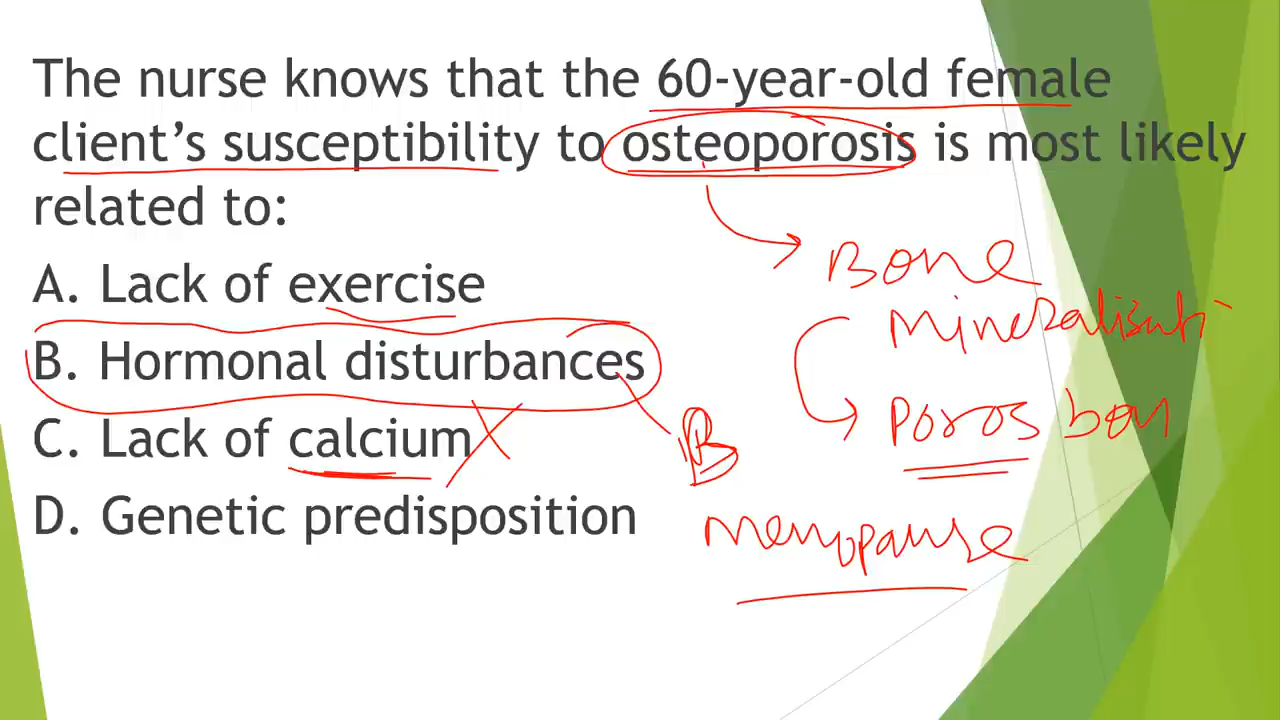 The nurse knows that the 60-year-old female
client's susceptibility to osteoporosis is most likely
related to:
A. Lack of exercise
B. Hormonal disturbances
C. Lack of calcium
D. Genetic predisposition
Bone
mineralisati
poros bon
B
menopause